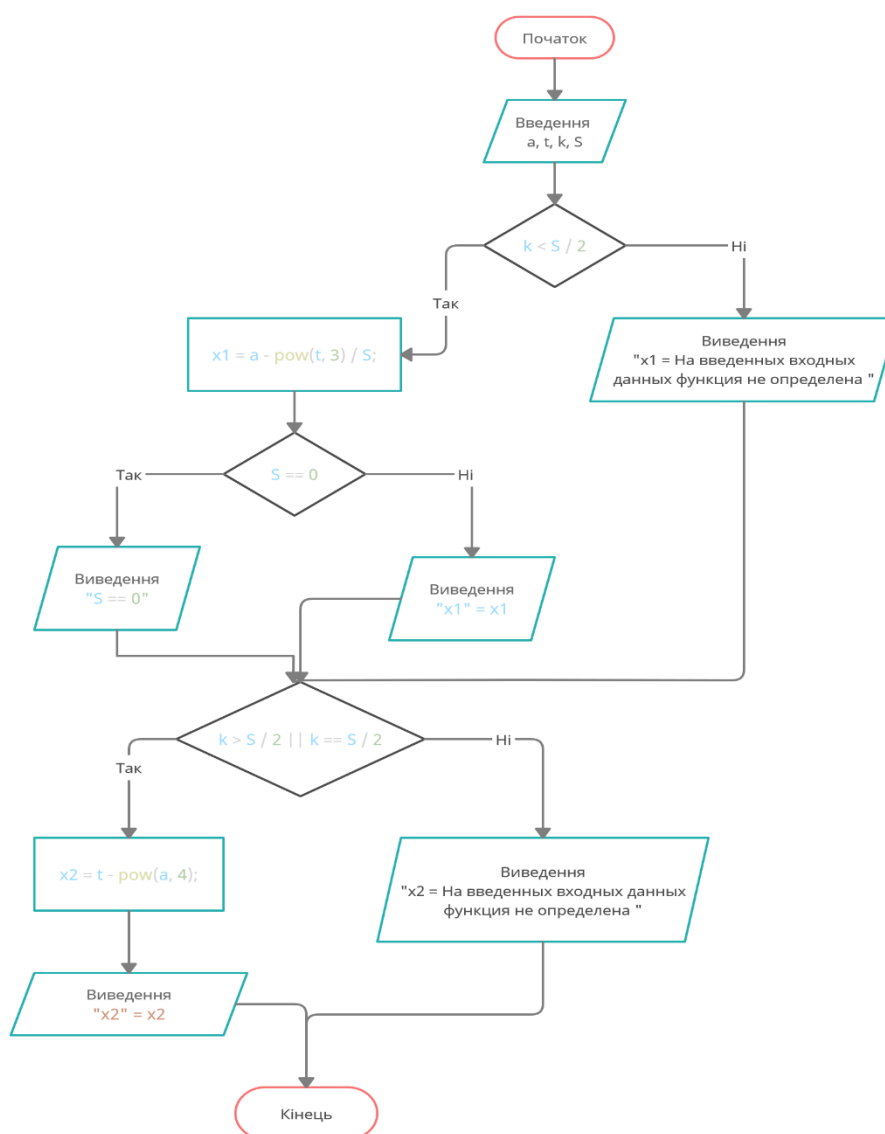 Початок
Введення
a, t, k, S
k < S / 2
Ні
Так
x1 = a - pow(t, 3) / S;
Виведення
"x1 = На введенных входных
данных функция не определена "
S == 0
Так
Ні
Виведення
"S == 0"
Виведення
"x1" = x1
k > S / 2 || k == S / 2
Ні
Так
x2 = t - pow(a, 4);
Виведення
"x2 = На введенных входных данных
функция не определена "
Виведення
"x2" = x2
Кінець